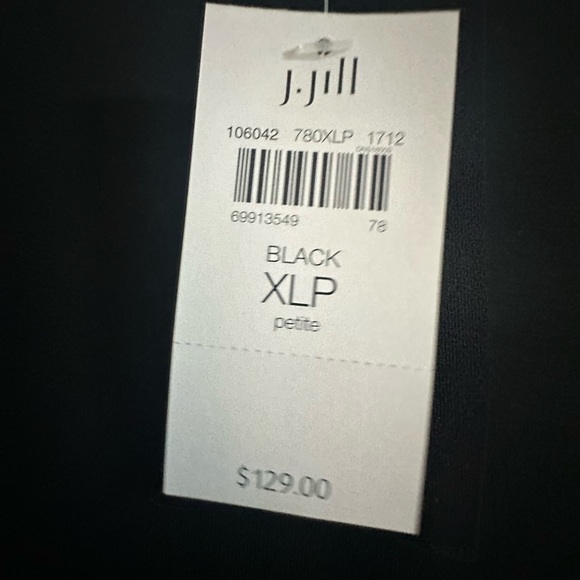 J.Jill
106042 780XLP 1712
69913549 78
BLACK
XLP
petite
$129.00